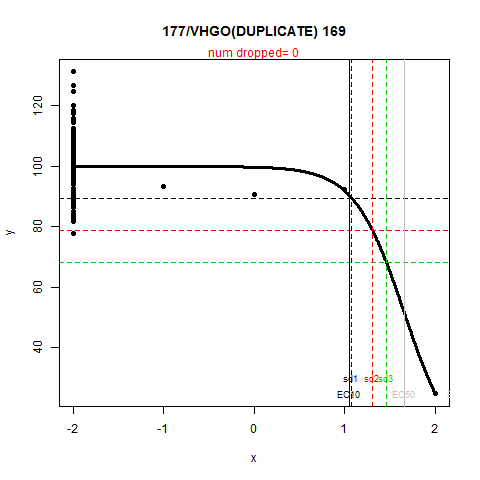 177/VHGO(DUPLICATE) 169
num dropped= 0
120
100
80
60
40
y
sd1 sd2 sd3
EC10 EC50
-2 -1 0 1 2
x